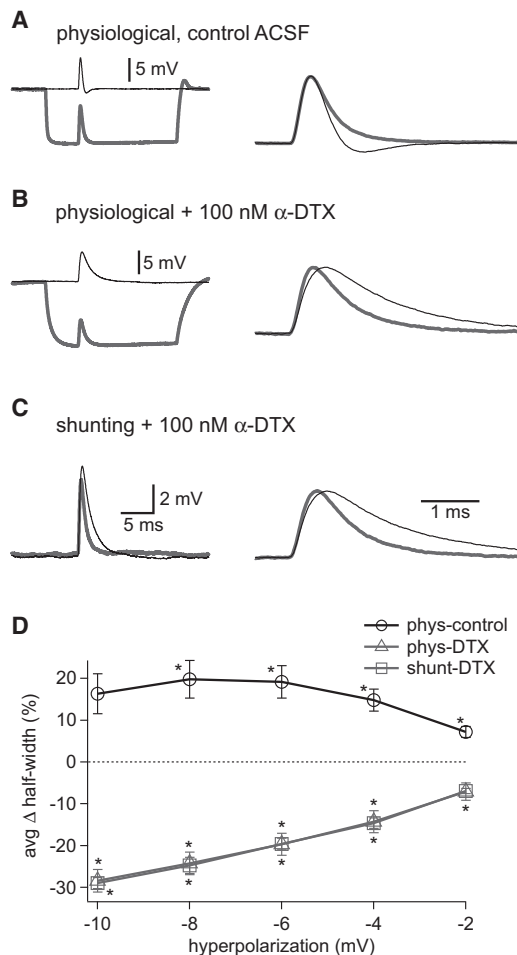 A physiological, control ACSF
5 mV
B physiological + 100 nM α-DTX
5 mV
C shunting + 100 nM α-DTX
2 mV
5 ms
1 ms
D
phys-control
phys-DTX
shunt-DTX
avg Δ half-width (%)
20
10
0
-10
-20
-30
* * * *
* * * * *
* * * * *
-10 -8 -6 -4 -2
hyperpolarization (mV)